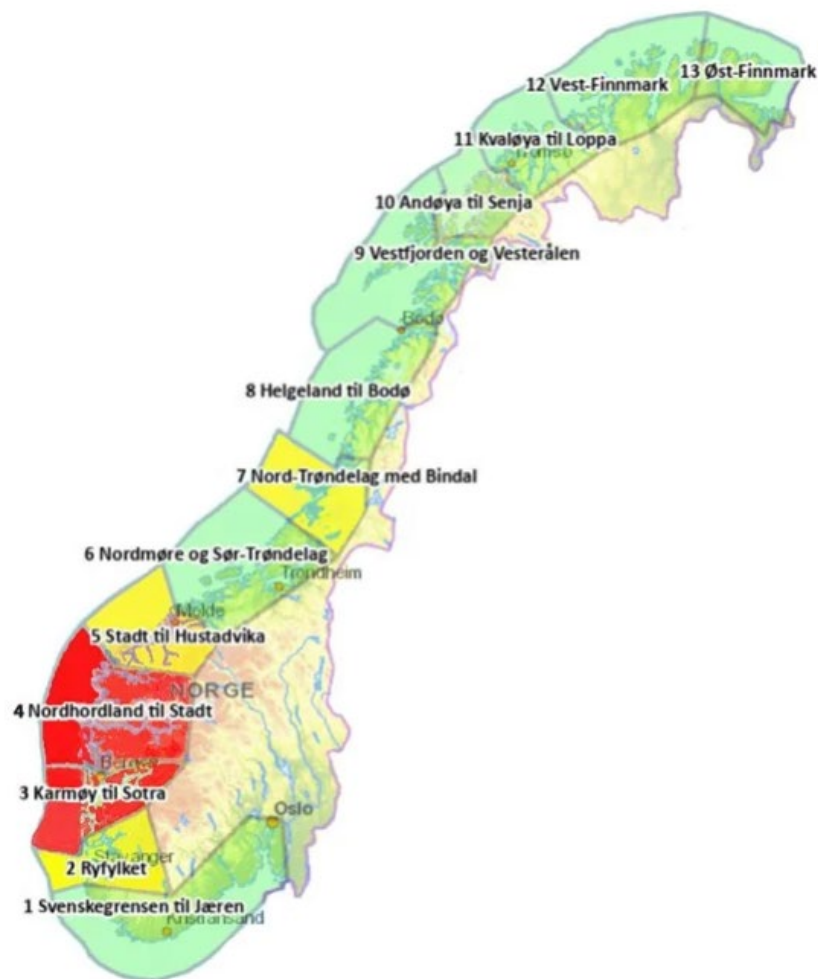 13 Øst-Finnmark
12 Vest-Finnmark
11 Kvaløya til Loppa
Tromsø
10 Andøya til Senja
9 Vestfjorden og Vesterålen
Bodø
8 Helgeland til Bodø
7 Nord-Trøndelag med Bindal
6 Nordmøre og Sør-Trøndelag
Trondheim
Molde
5 Stadt til Hustadvika
NORGE
4 Nordhordland til Stadt
Bergen
3 Karmøy til Sotra
Oslo
Stavanger
2 Ryfylket
1 Svenskegrensen til Jæren
Kristiansand